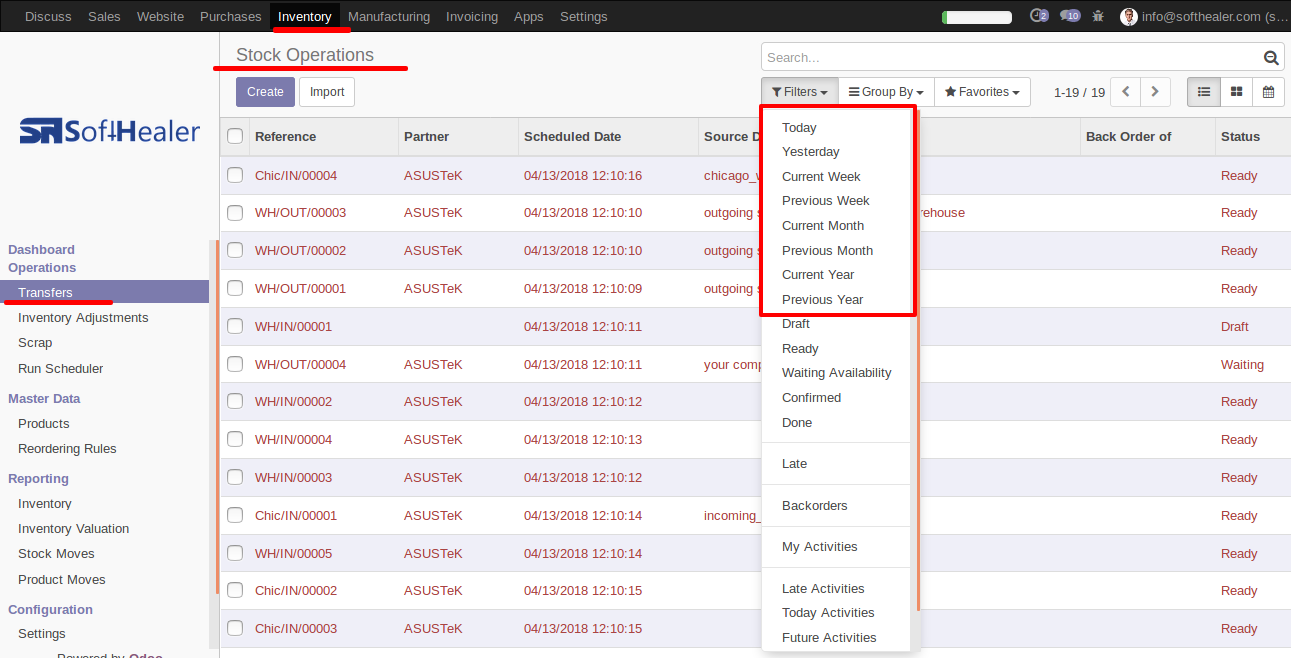 Discuss Sales Website Purchases Inventory Manufacturing Invoicing Apps Settings 2 10 info@softhealer.com (s...
Stock Operations
Search...
Create Import
Filters Group By Favorites 1-19 / 19
SoftHealer
Dashboard
Operations
Transfers
Inventory Adjustments
Scrap
Run Scheduler
Master Data
Products
Reordering Rules
Reporting
Inventory
Inventory Valuation
Stock Moves
Product Moves
Configuration
Settings
Powered by Odoo
Reference Partner Scheduled Date Source D Back Order of Status
Chic/IN/00004 ASUSTeK 04/13/2018 12:10:16 chicago_w Ready
WH/OUT/00003 ASUSTeK 04/13/2018 12:10:10 outgoing s rehouse Ready
WH/OUT/00002 ASUSTeK 04/13/2018 12:10:10 outgoing s Ready
WH/OUT/00001 ASUSTeK 04/13/2018 12:10:09 outgoing s Ready
WH/IN/00001 04/13/2018 12:10:11 Draft
WH/OUT/00004 ASUSTeK 04/13/2018 12:10:11 your comp Waiting
WH/IN/00002 ASUSTeK 04/13/2018 12:10:12 Ready
WH/IN/00004 ASUSTeK 04/13/2018 12:10:13 Ready
WH/IN/00003 ASUSTeK 04/13/2018 12:10:12 Ready
Chic/IN/00001 ASUSTeK 04/13/2018 12:10:14 incoming_ Ready
WH/IN/00005 ASUSTeK 04/13/2018 12:10:14 Ready
Chic/IN/00002 ASUSTeK 04/13/2018 12:10:15 Ready
Chic/IN/00003 ASUSTeK 04/13/2018 12:10:15 Ready
Today
Yesterday
Current Week
Previous Week
Current Month
Previous Month
Current Year
Previous Year
Draft
Ready
Waiting Availability
Confirmed
Done
Late
Backorders
My Activities
Late Activities
Today Activities
Future Activities